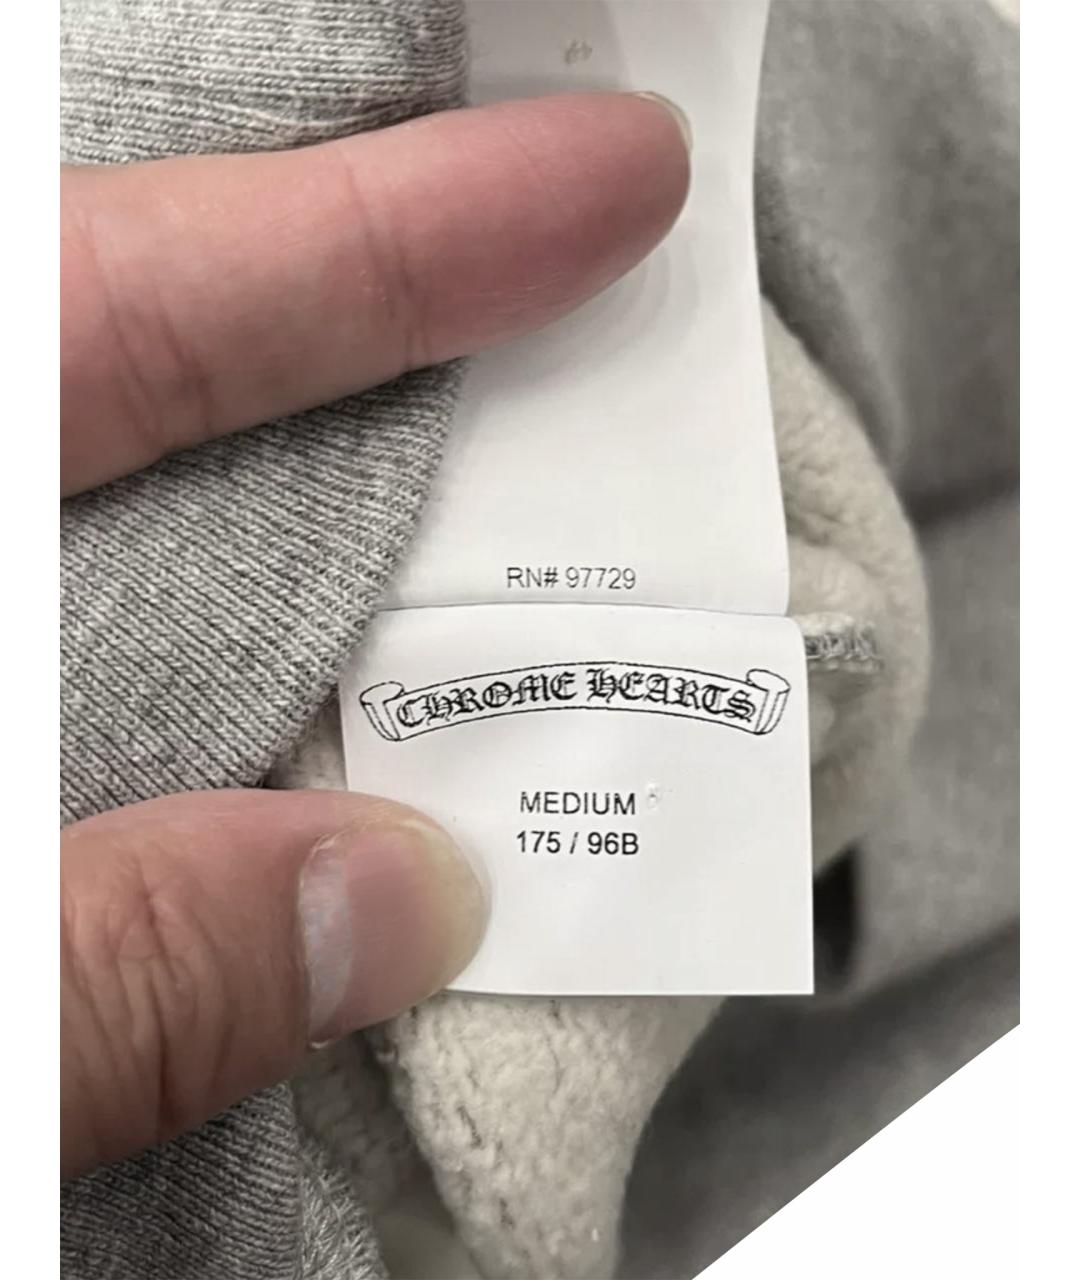 RN# 97729
CHROME HEARTS
MEDIUM
175 / 96B